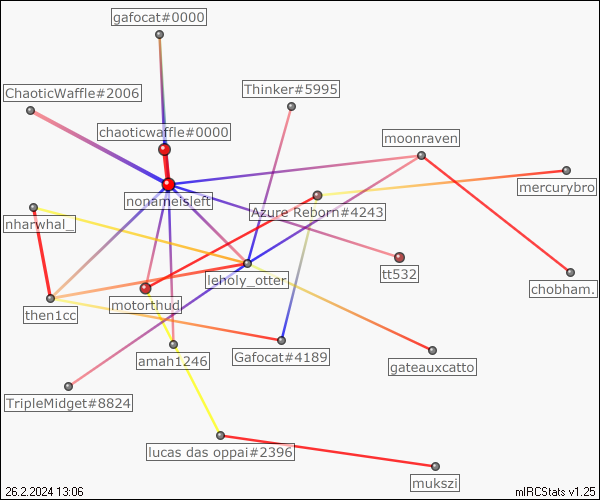 gafocat#0000
Thinker#5995
ChaoticWaffle#2006
chaoticwaffle#0000
moonraven
mercurybro
nonameisleft
Azure Reborn#4243
nharwhal_
leholy_otter
tt532
chobham.
motorthud
then1cc
amah1246
Gafocat#4189
gateauxcatto
TripleMidget#8824
lucas das oppai#2396
mukszi
26.2.2024 13:06
mIRCStats v1.25